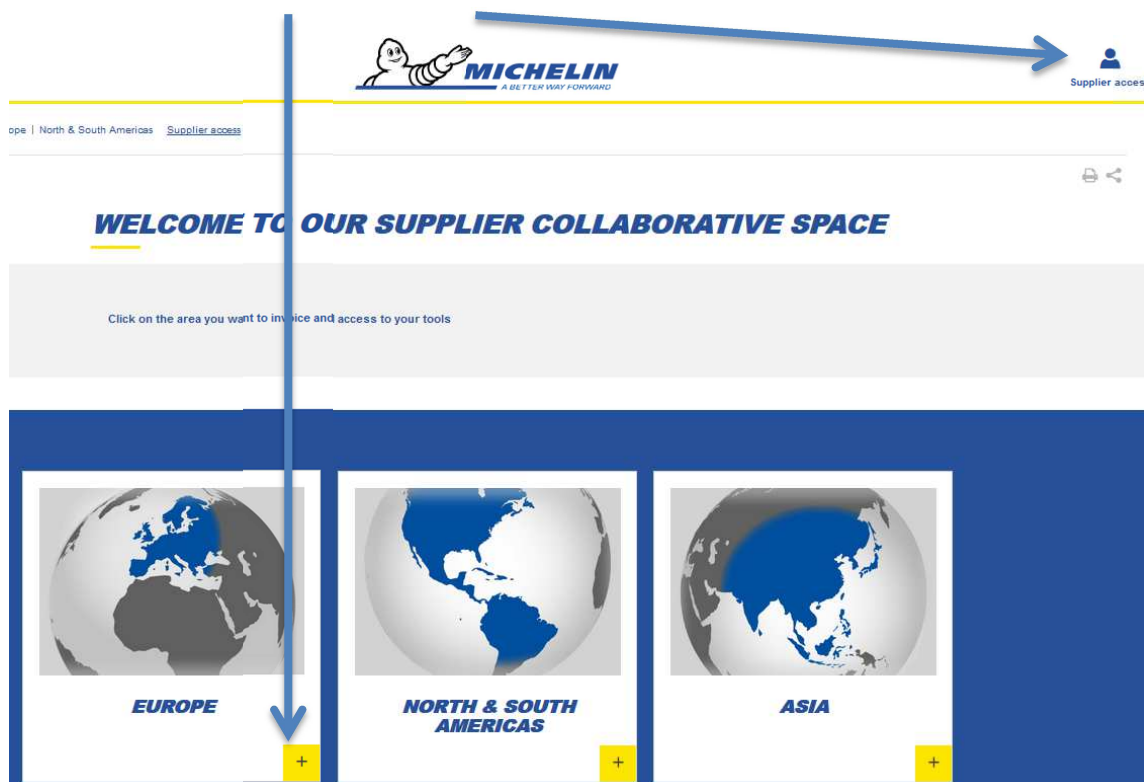 MICHELIN
A BETTER WAY FORWARD
Supplier acces
ope | North & South Americas Supplier access
WELCOME TO OUR SUPPLIER COLLABORATIVE SPACE
Click on the area you want to invoice and access to your tools
EUROPE
NORTH & SOUTH
AMERICAS
ASIA
+
+
+